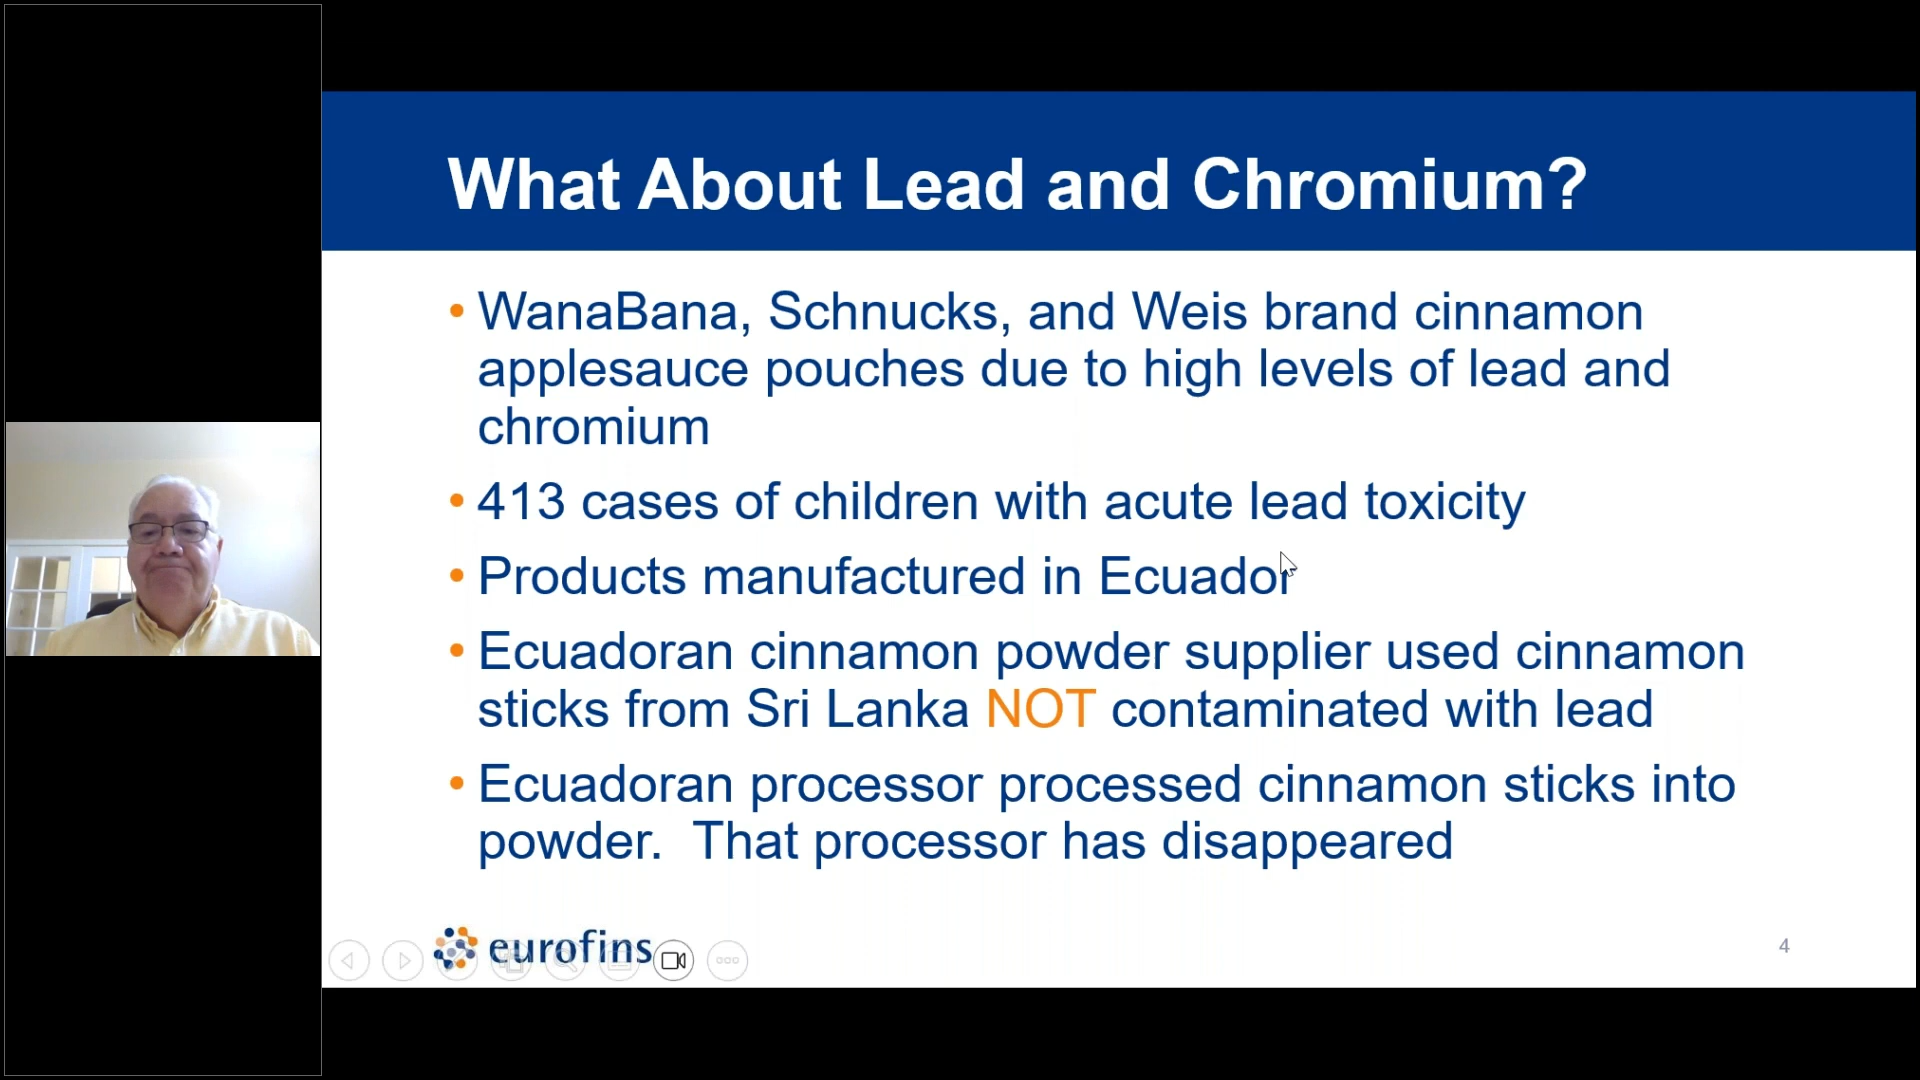 What About Lead and Chromium?
• WanaBana, Schnucks, and Weis brand cinnamon
applesauce pouches due to high levels of lead and
chromium
• 413 cases of children with acute lead toxicity
• Products manufactured in Ecuador
• Ecuadoran cinnamon powder supplier used cinnamon
sticks from Sri Lanka NOT contaminated with lead
• Ecuadoran processor processed cinnamon sticks into
powder.  That processor has disappeared
eurofins
4